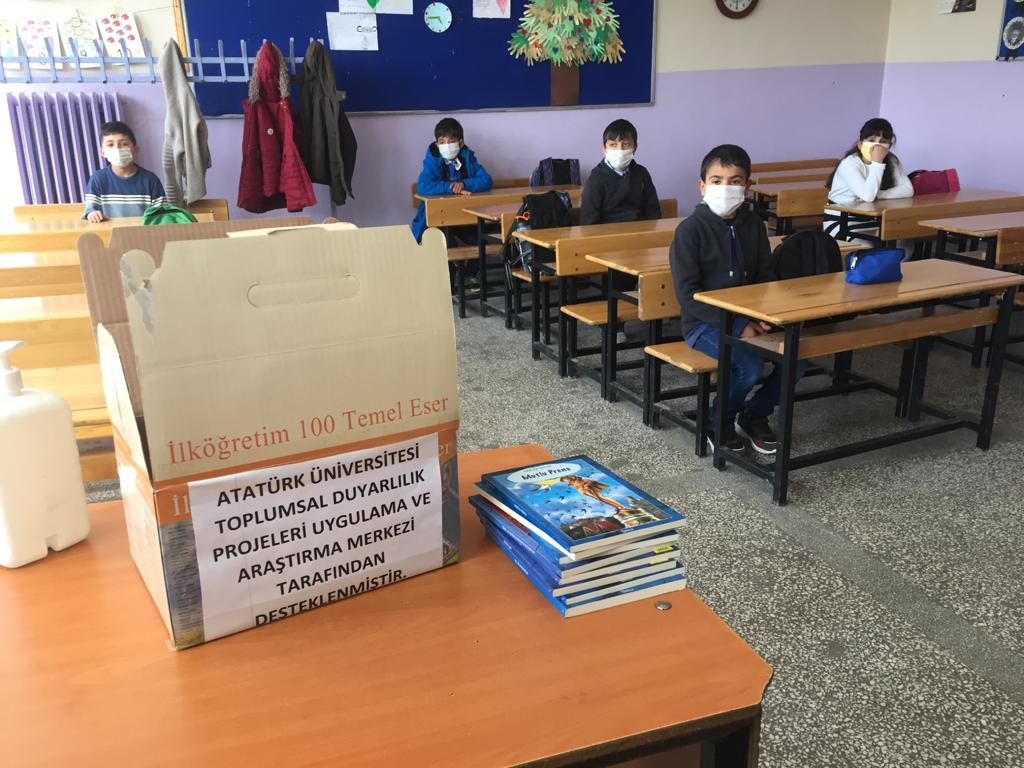 İlköğretim 100 Temel Eser
ATATÜRK ÜNİVERSİTESİ
TOPLUMSAL DUYARLILIK
PROJELERİ UYGULAMA VE
ARAŞTIRMA MERKEZİ
TARAFINDAN
DESTEKLENMİŞTİR.
Mutlu Prens